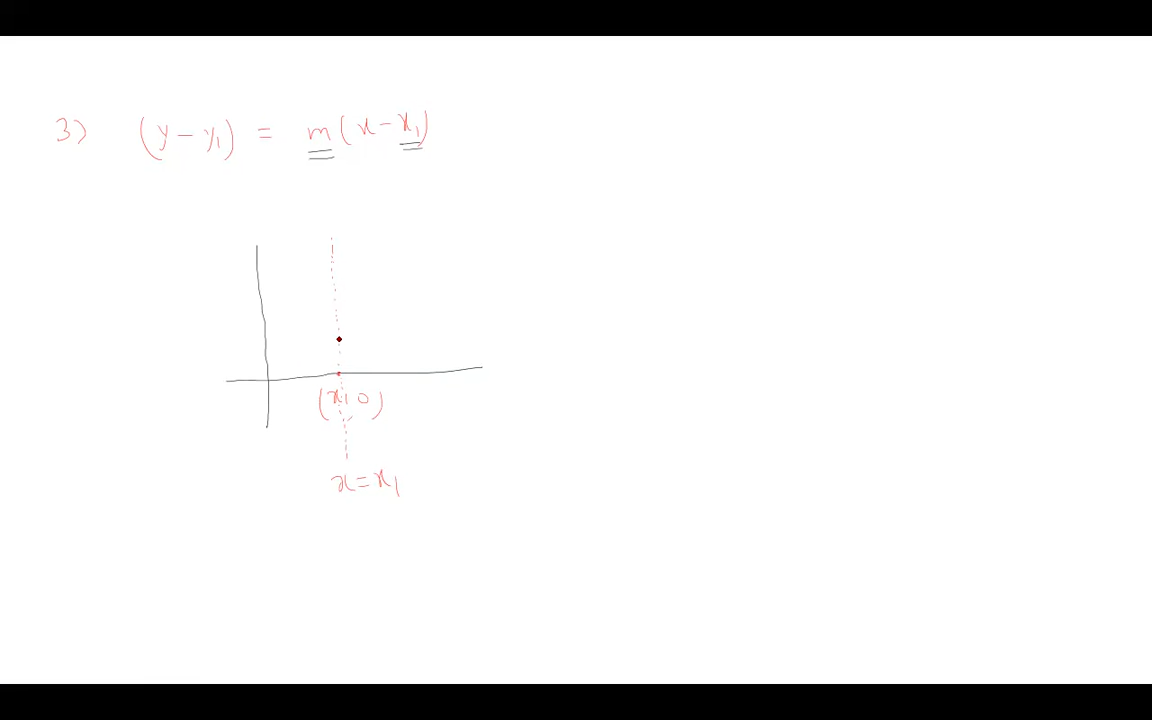 3) (y - y₁) = m(x - x₁)
(x₁ 0)
x = x₁